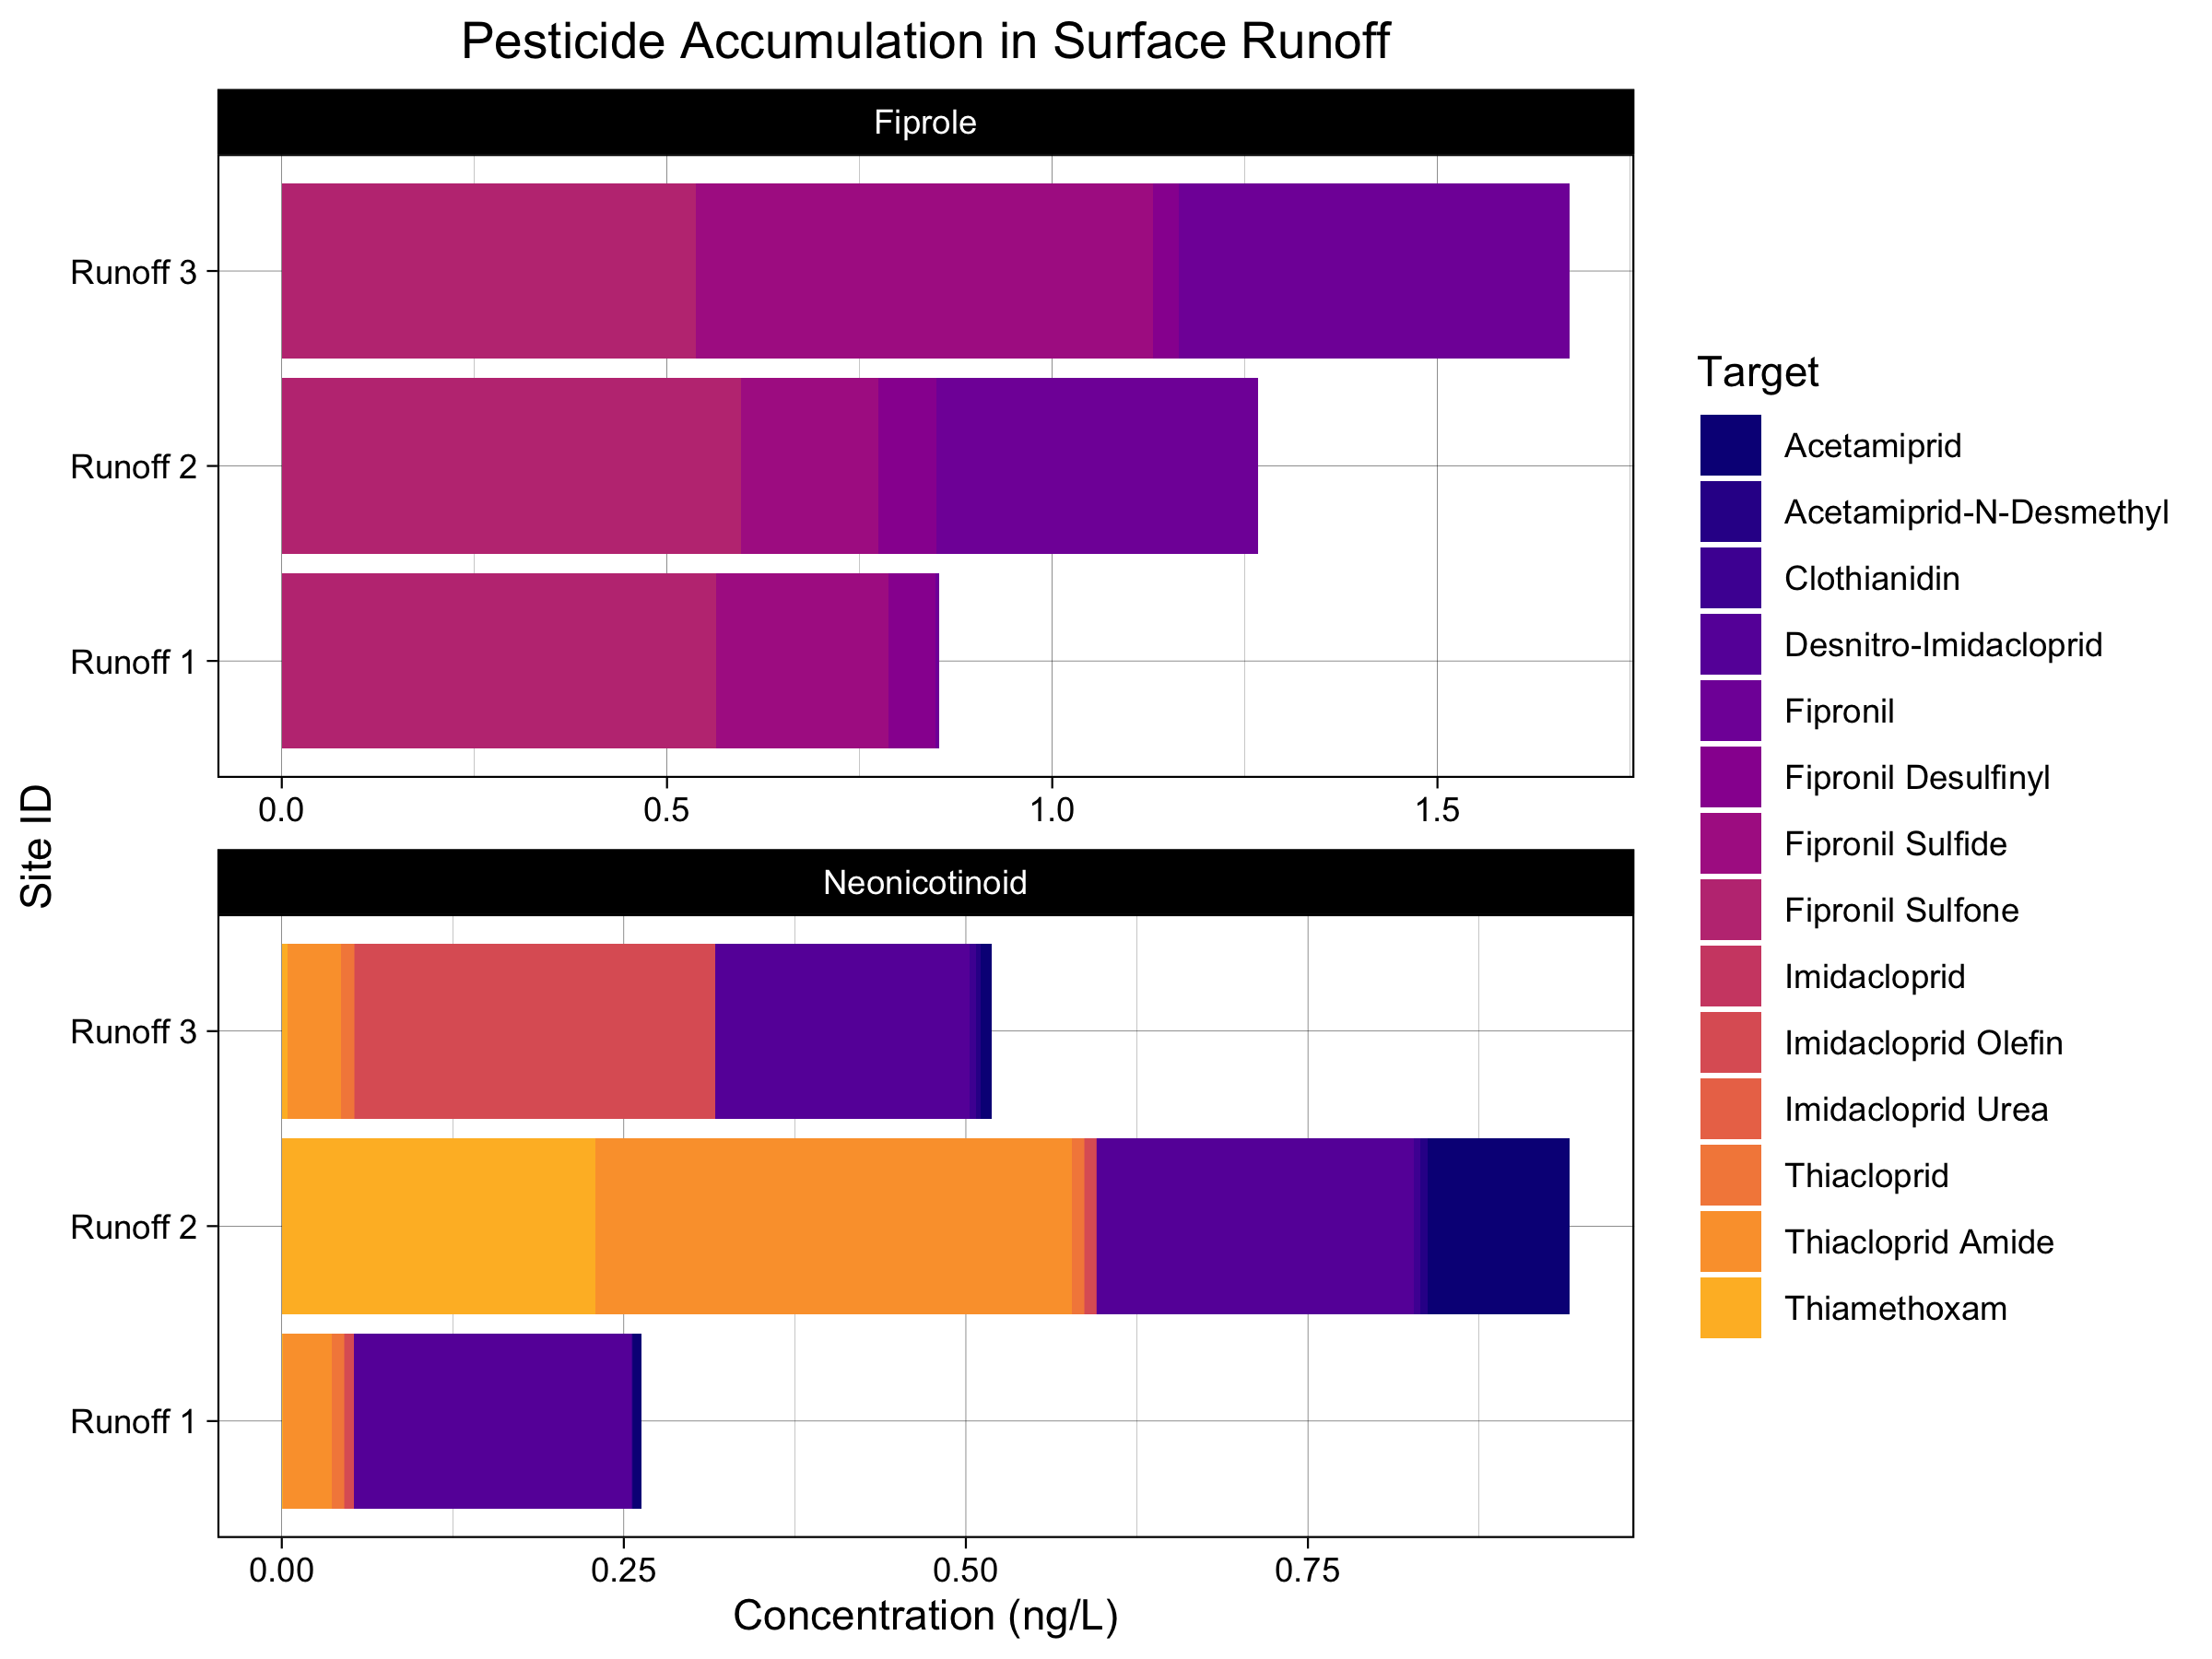 Pesticide Accumulation in Surface Runoff
Fiprole
Runoff 3
Runoff 2
Runoff 1
0.0 0.5 1.0 1.5
Neonicotinoid
Runoff 3
Runoff 2
Runoff 1
0.00 0.25 0.50 0.75
Concentration (ng/L)
Site ID
Target
Acetamiprid
Acetamiprid-N-Desmethyl
Clothianidin
Desnitro-Imidacloprid
Fipronil
Fipronil Desulfinyl
Fipronil Sulfide
Fipronil Sulfone
Imidacloprid
Imidacloprid Olefin
Imidacloprid Urea
Thiacloprid
Thiacloprid Amide
Thiamethoxam